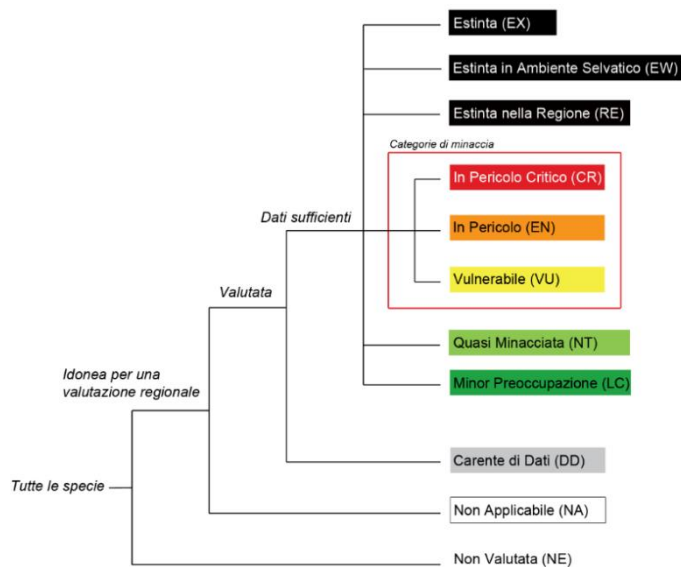 Estinta (EX)
Estinta in Ambiente Selvatico (EW)
Estinta nella Regione (RE)
Categorie di minaccia
In Pericolo Critico (CR)
Dati sufficienti
In Pericolo (EN)
Vulnerabile (VU)
Valutata
Quasi Minacciata (NT)
Idonea per una
valutazione regionale
Minor Preoccupazione (LC)
Carente di Dati (DD)
Tutte le specie
Non Applicabile (NA)
Non Valutata (NE)